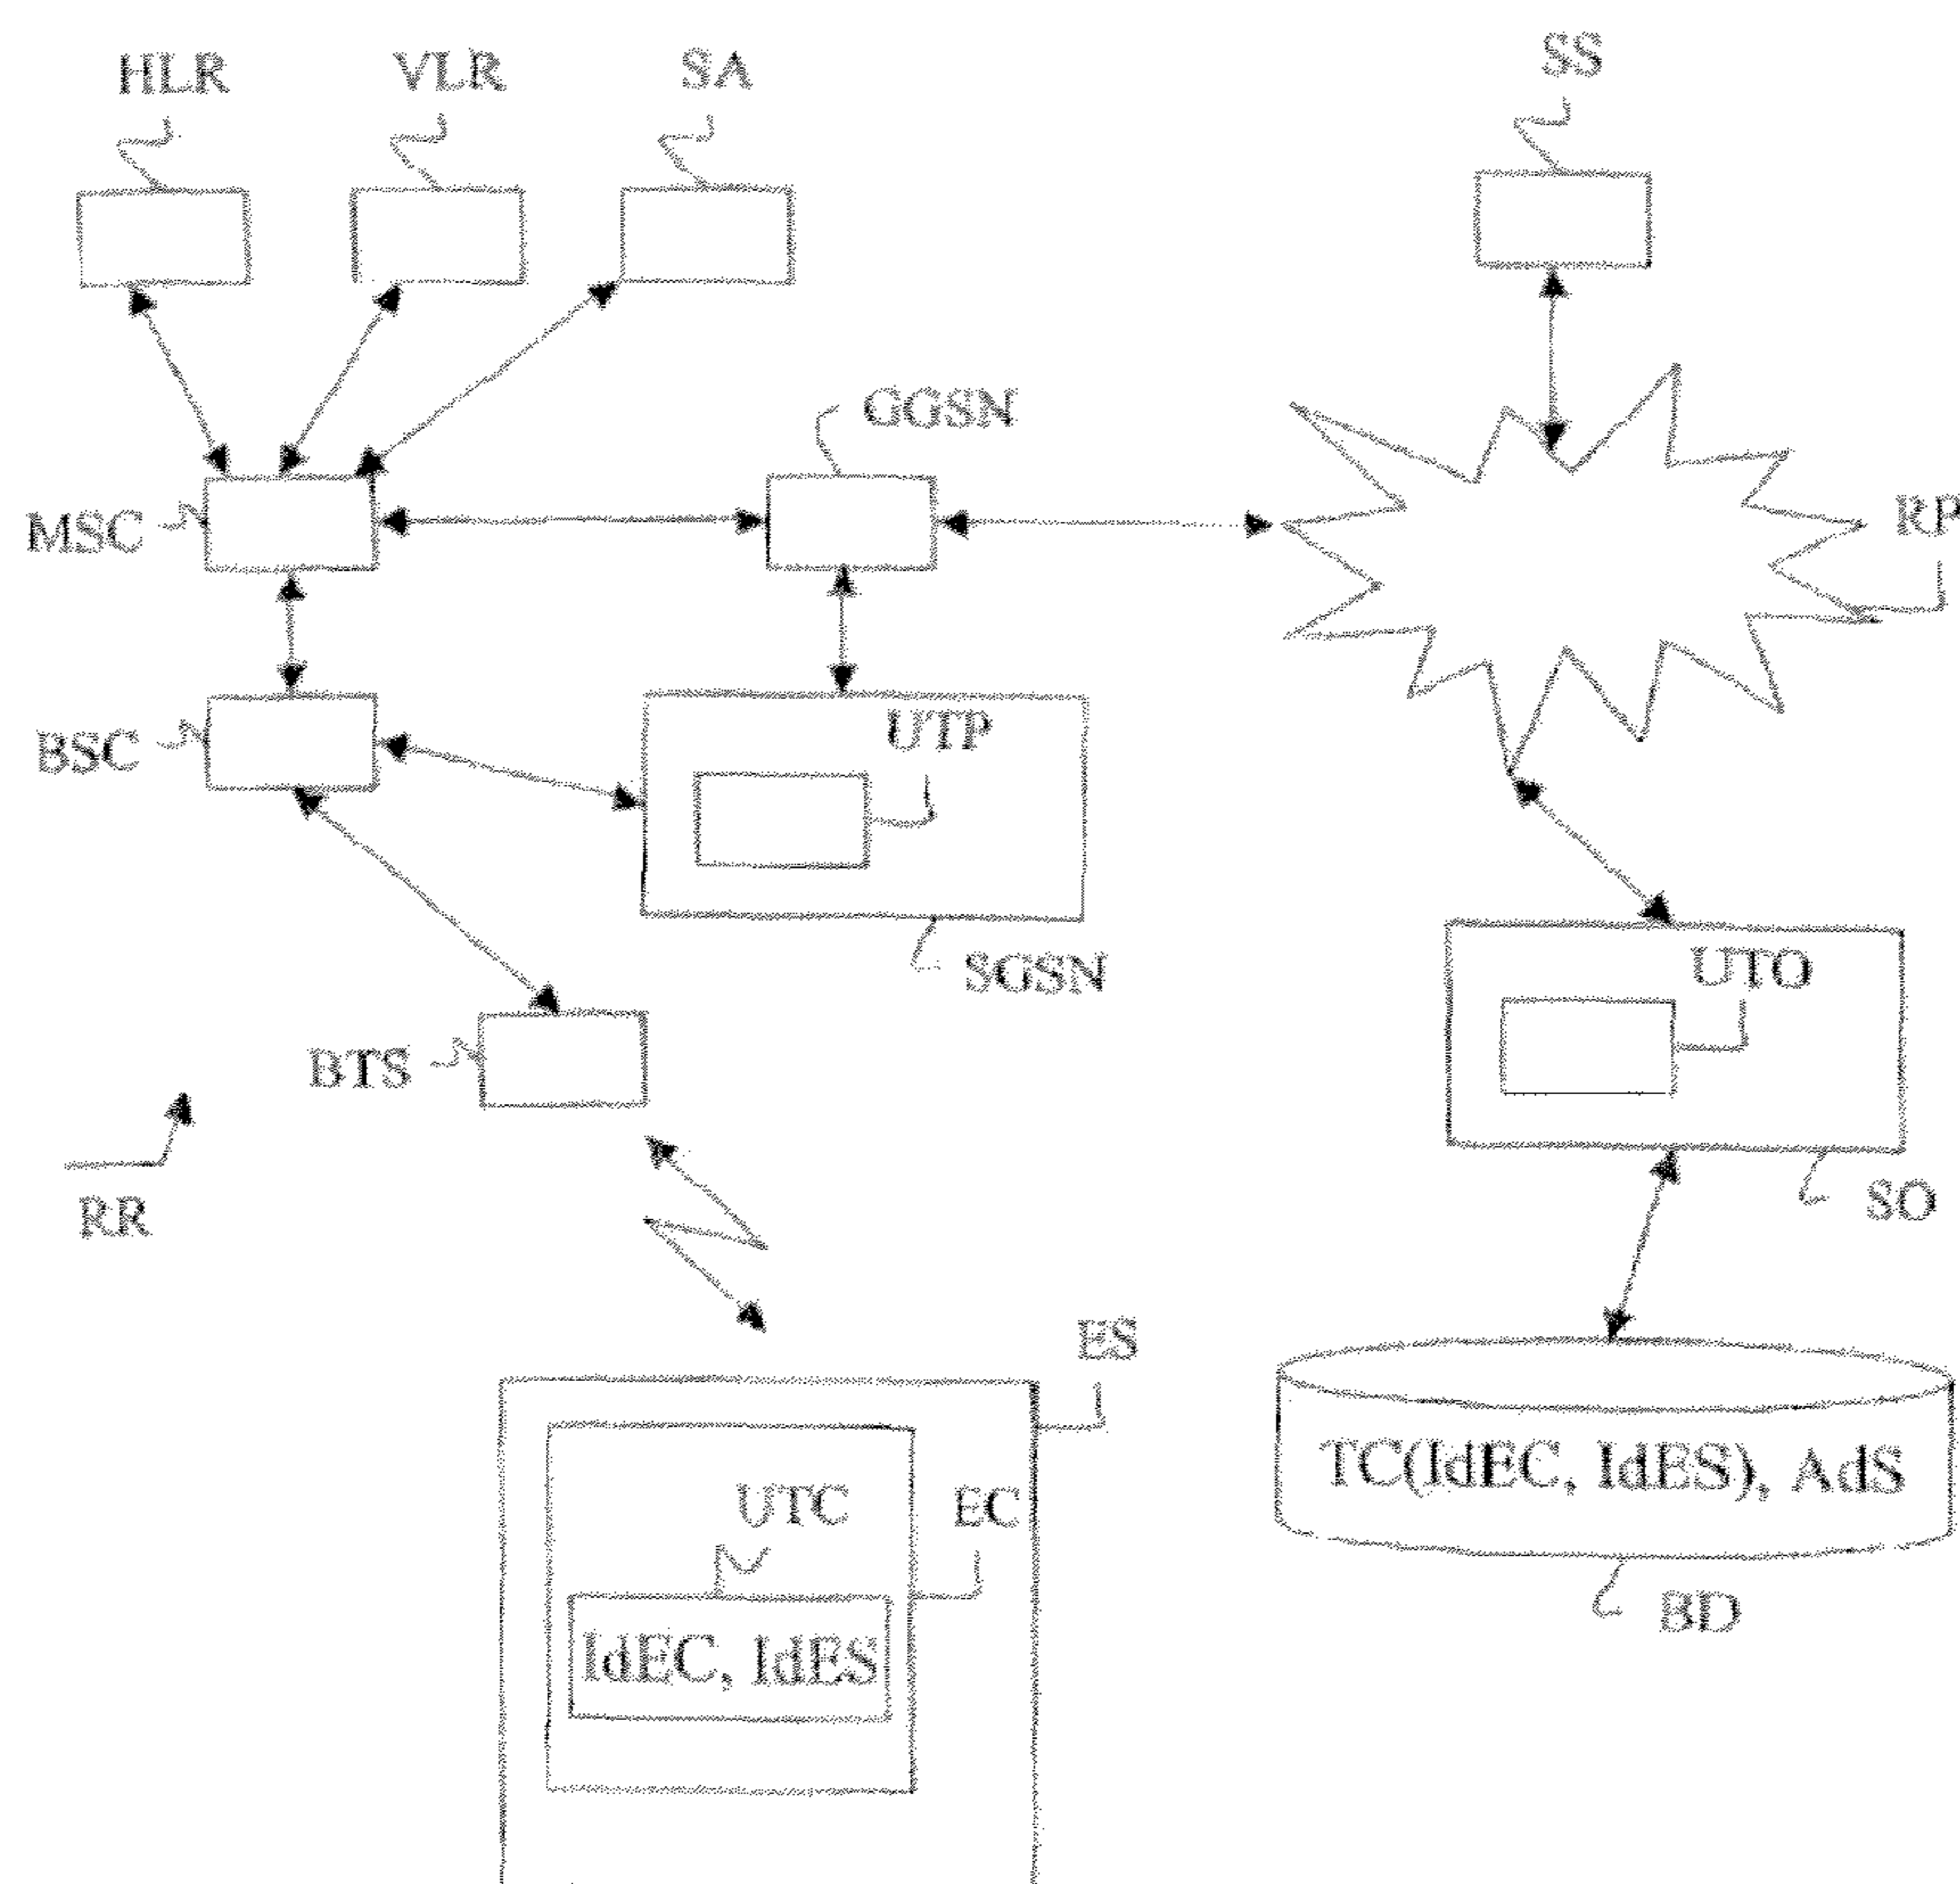 HLR
VLR
SA
SS
GGSN
MSC
RP
BSC
UTP
SGSN
UTO
BTS
RR
SO
ES
TC(IdEC, IdES), AdS
UTC
EC
IdEC, IdES
BD